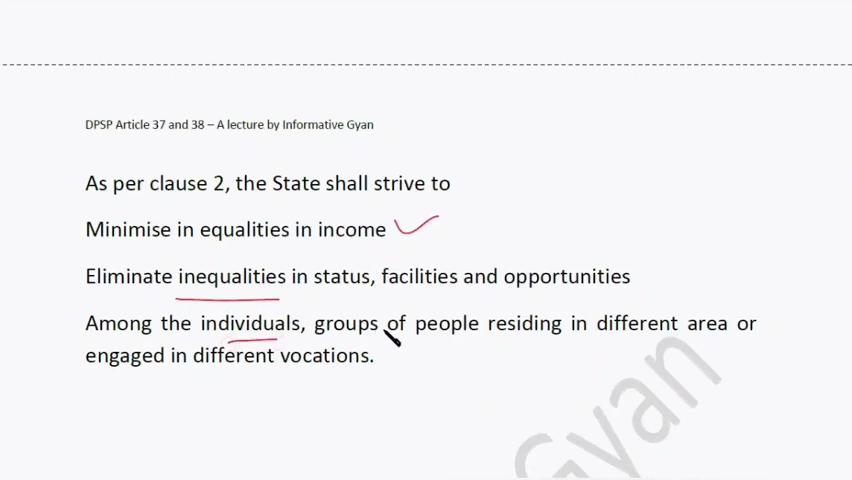 DPSP Article 37 and 38 – A lecture by Informative Gyan
As per clause 2, the State shall strive to
Minimise in equalities in income
Eliminate inequalities in status, facilities and opportunities
Among the individuals, groups of people residing in different area or
engaged in different vocations.
Gyan